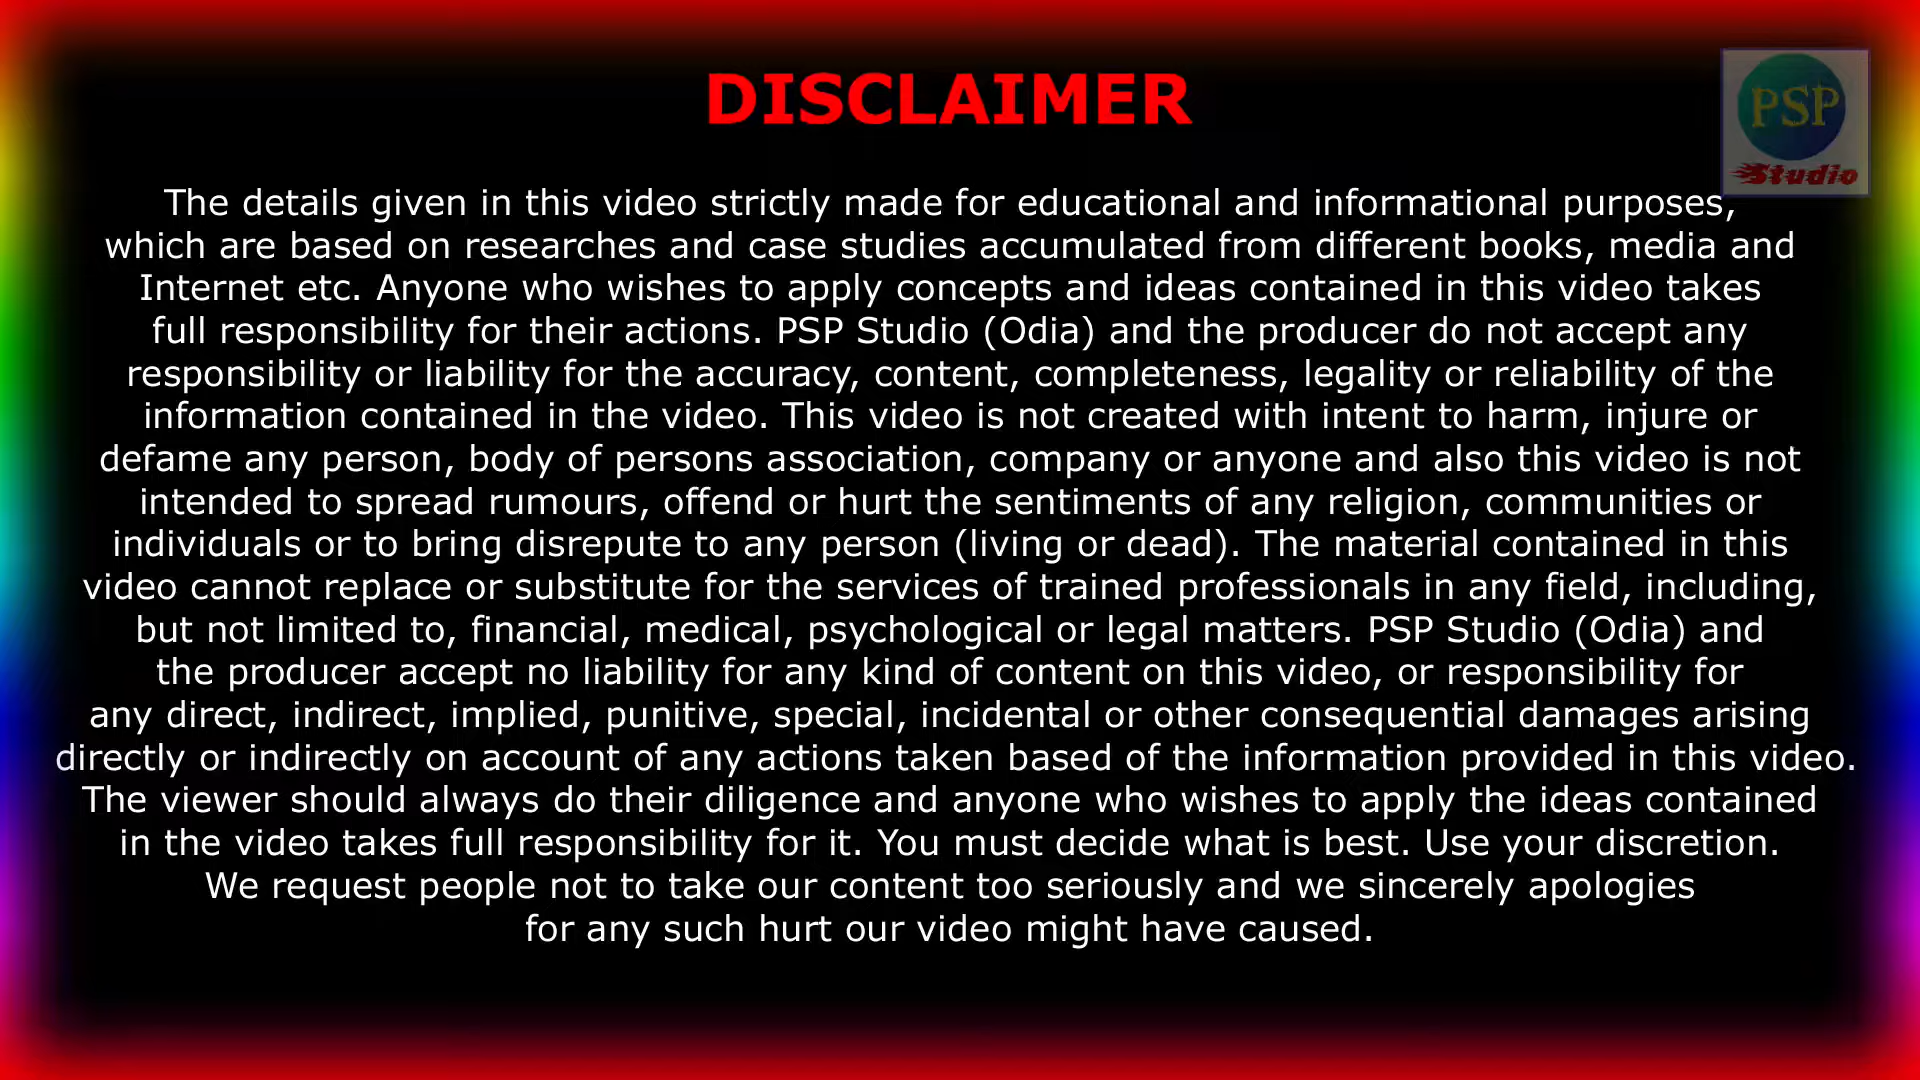 DISCLAIMER
PSP
Studio
The details given in this video strictly made for educational and informational purposes,
which are based on researches and case studies accumulated from different books, media and
Internet etc. Anyone who wishes to apply concepts and ideas contained in this video takes
full responsibility for their actions. PSP Studio (Odia) and the producer do not accept any
responsibility or liability for the accuracy, content, completeness, legality or reliability of the
information contained in the video. This video is not created with intent to harm, injure or
defame any person, body of persons association, company or anyone and also this video is not
intended to spread rumours, offend or hurt the sentiments of any religion, communities or
individuals or to bring disrepute to any person (living or dead). The material contained in this
video cannot replace or substitute for the services of trained professionals in any field, including,
but not limited to, financial, medical, psychological or legal matters. PSP Studio (Odia) and
the producer accept no liability for any kind of content on this video, or responsibility for
any direct, indirect, implied, punitive, special, incidental or other consequential damages arising
directly or indirectly on account of any actions taken based of the information provided in this video.
The viewer should always do their diligence and anyone who wishes to apply the ideas contained
in the video takes full responsibility for it. You must decide what is best. Use your discretion.
We request people not to take our content too seriously and we sincerely apologies
for any such hurt our video might have caused.